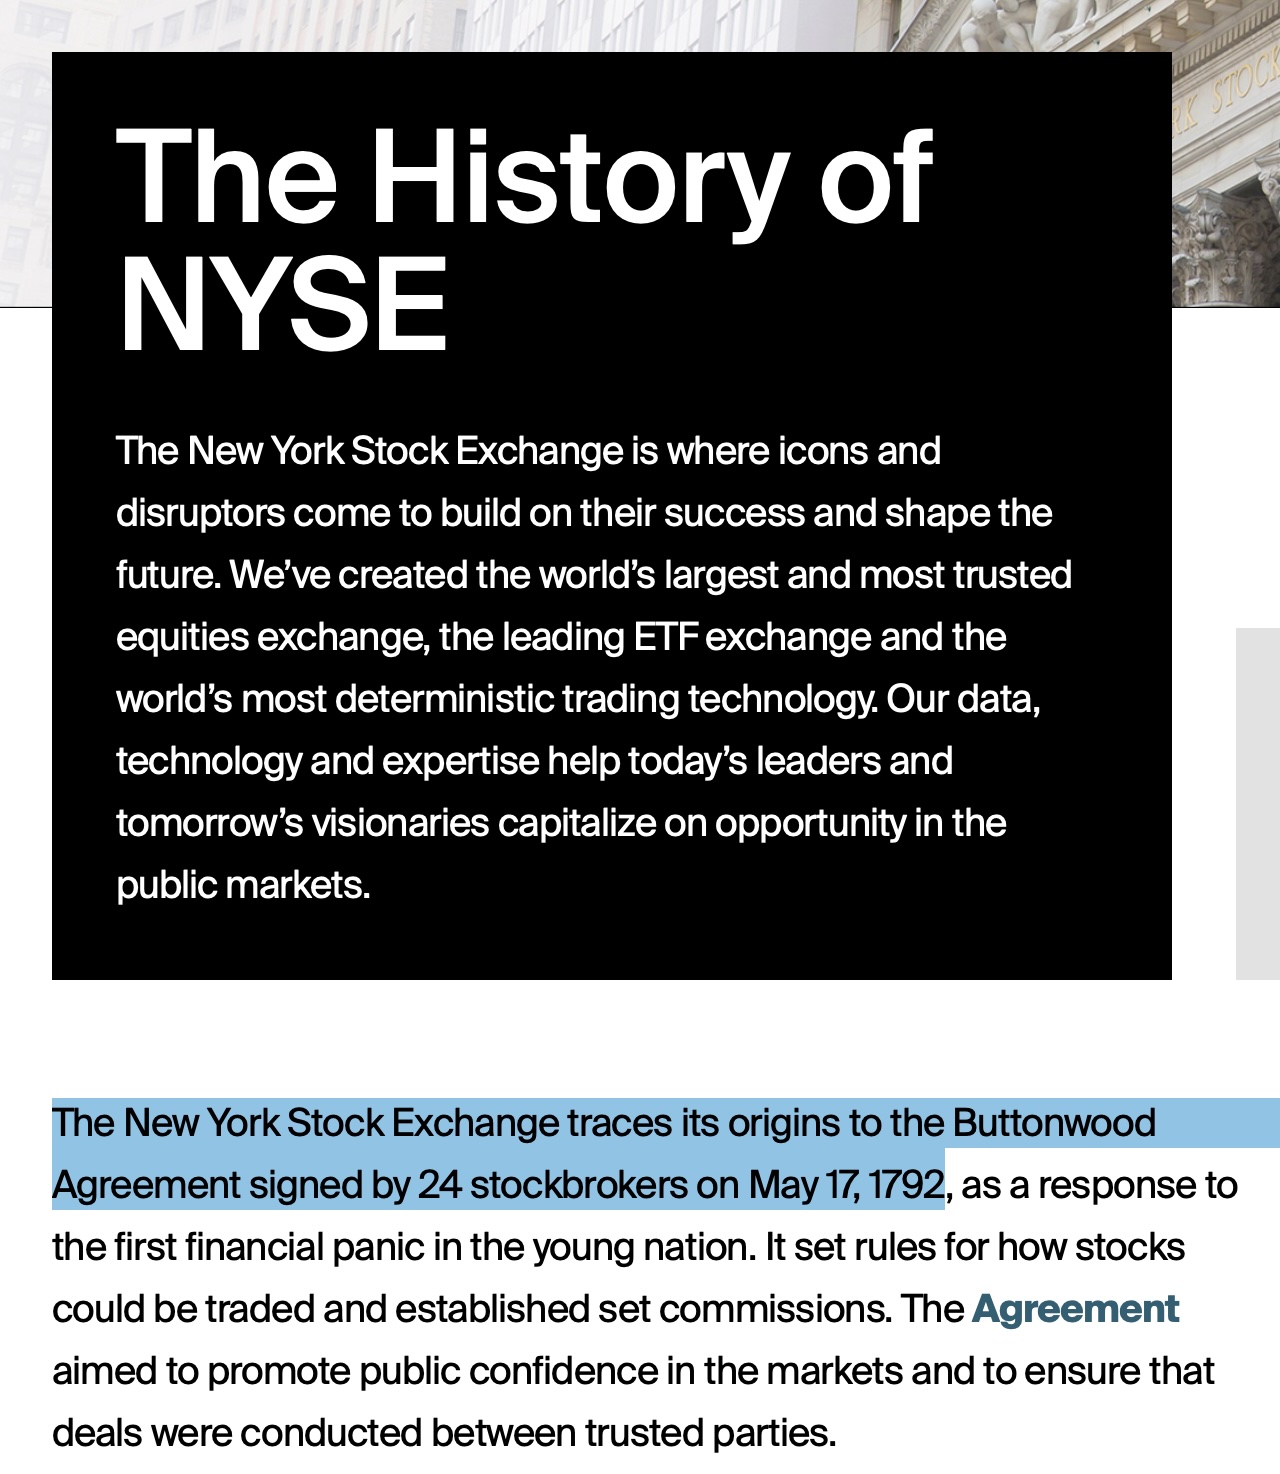 RK STOCK
The History of
NYSE
The New York Stock Exchange is where icons and
disruptors come to build on their success and shape the
future. We’ve created the world’s largest and most trusted
equities exchange, the leading ETF exchange and the
world’s most deterministic trading technology. Our data,
technology and expertise help today’s leaders and
tomorrow’s visionaries capitalize on opportunity in the
public markets.
The New York Stock Exchange traces its origins to the Buttonwood
Agreement signed by 24 stockbrokers on May 17, 1792, as a response to
the first financial panic in the young nation. It set rules for how stocks
could be traded and established set commissions. The Agreement
aimed to promote public confidence in the markets and to ensure that
deals were conducted between trusted parties.